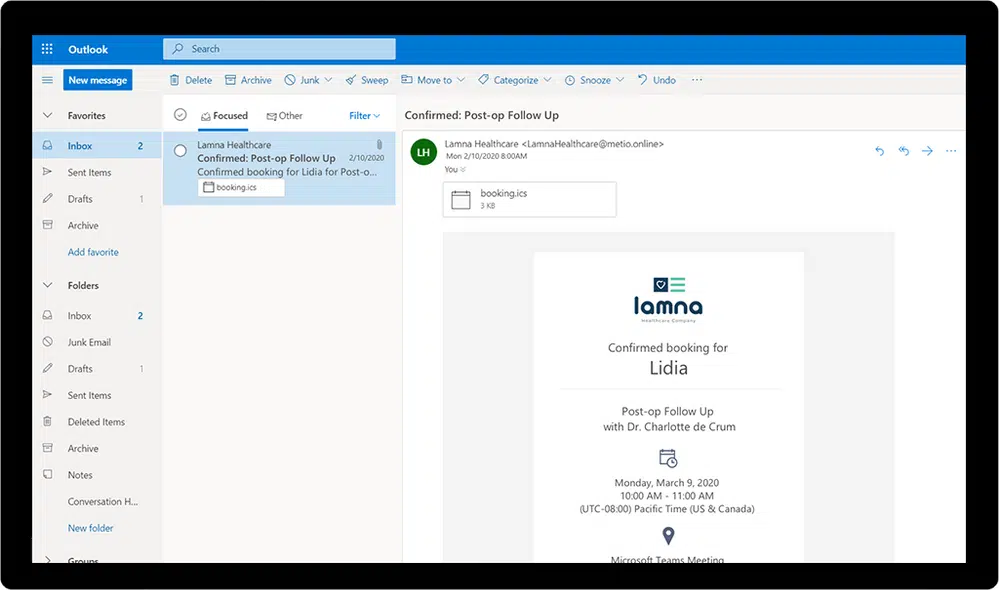 Outlook
Search
New message
Delete
Archive
Junk
Sweep
Move to
Categorize
Snooze
Undo
Favorites
Inbox 2
Sent Items
Drafts 1
Archive
Add favorite
Folders
Inbox 2
Junk Email
Drafts 1
Sent Items
Deleted Items
Archive
Notes
Conversation H...
New folder
Groups
Focused
Other
Filter
Lamna Healthcare
Confirmed: Post-op Follow Up 2/10/2020
Confirmed booking for Lidia for Post-o...
booking.ics
Confirmed: Post-op Follow Up
LH
Lamna Healthcare <LamnaHealthcare@metio.online>
Mon 2/10/2020 8:00AM
You
booking.ics
3 KB
lamna
Healthcare Company
Confirmed booking for
Lidia
Post-op Follow Up
with Dr. Charlotte de Crum
Monday, March 9, 2020
10:00 AM - 11:00 AM
(UTC-08:00) Pacific Time (US & Canada)
Microsoft Teams Meeting